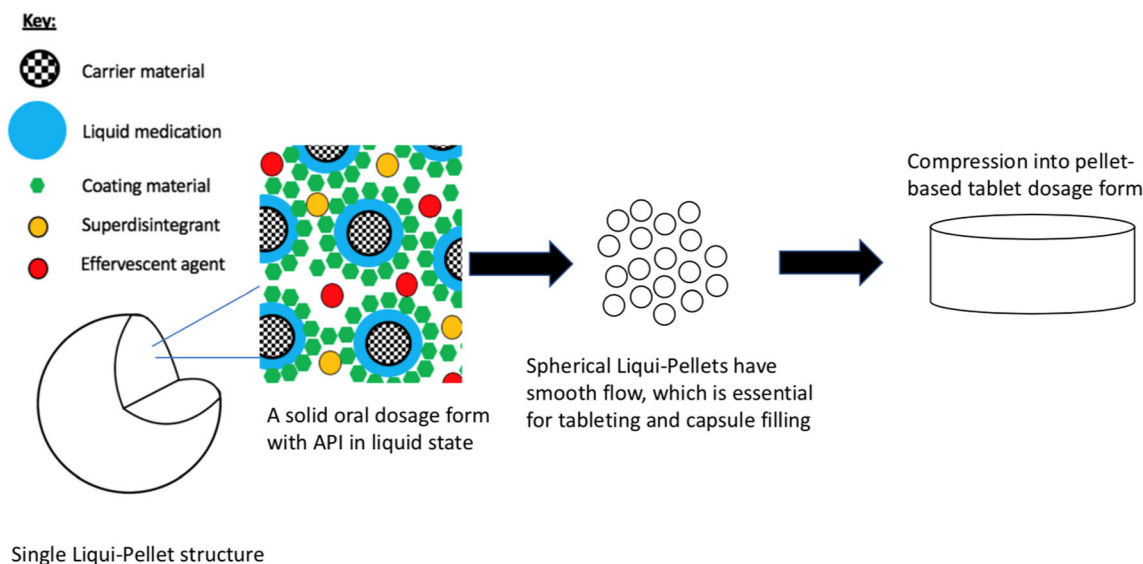 Key:
Carrier material
Liquid medication
Coating material
Superdisintegrant
Effervescent agent
Single Liqui-Pellet structure
A solid oral dosage form
with API in liquid state
Spherical Liqui-Pellets have
smooth flow, which is essential
for tableting and capsule filling
Compression into pellet-
based tablet dosage form